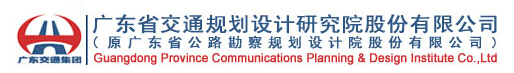 广东省交通规划设计研究院股份有限公司
（原广东省公路勘察规划设计院股份有限公司）
Guangdong Province Communications Planning & Design Institute Co.,Ltd
广东交通集团